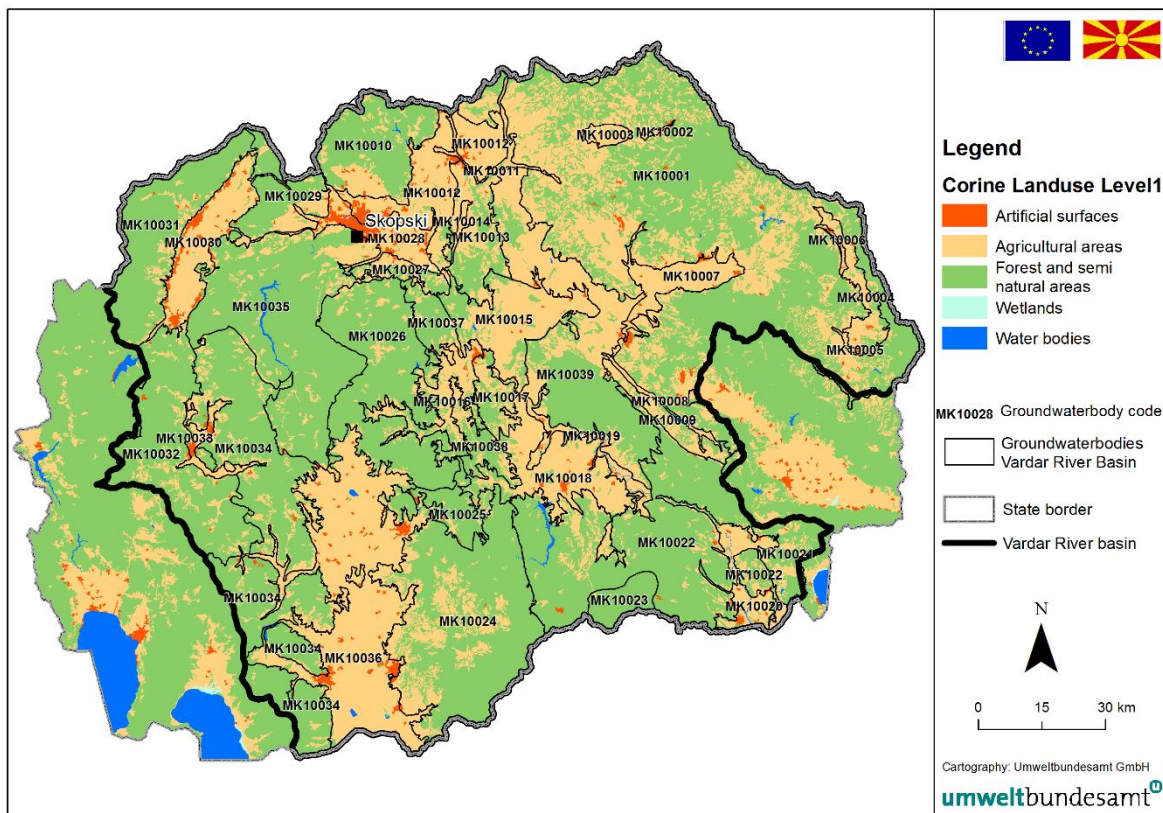 MK10010
MK10012
MK10003
MK10002
MK10011
MK10001
MK10029
MK10012
MK10031
MK10014
Skopski
MK10030
MK10028
MK10013
MK10006
MK10027
MK10007
MK10004
MK10035
MK10037
MK10015
MK10026
MK10005
MK10039
MK10016
MK10017
MK10008
MK10009
MK10033
MK10019
MK10032
MK10034
MK10038
MK10018
MK10025
MK10022
MK10021
MK10022
MK10034
MK10023
MK10020
MK10024
MK10034
MK10036
MK10034
Legend
Corine Landuse Level1
Artificial surfaces
Agricultural areas
Forest and semi
natural areas
Wetlands
Water bodies
MK10028 Groundwaterbody code
Groundwaterbodies
Vardar River Basin
State border
Vardar River basin
N
0 15 30 km
Cartography: Umweltbundesamt GmbH
umweltbundesamt u